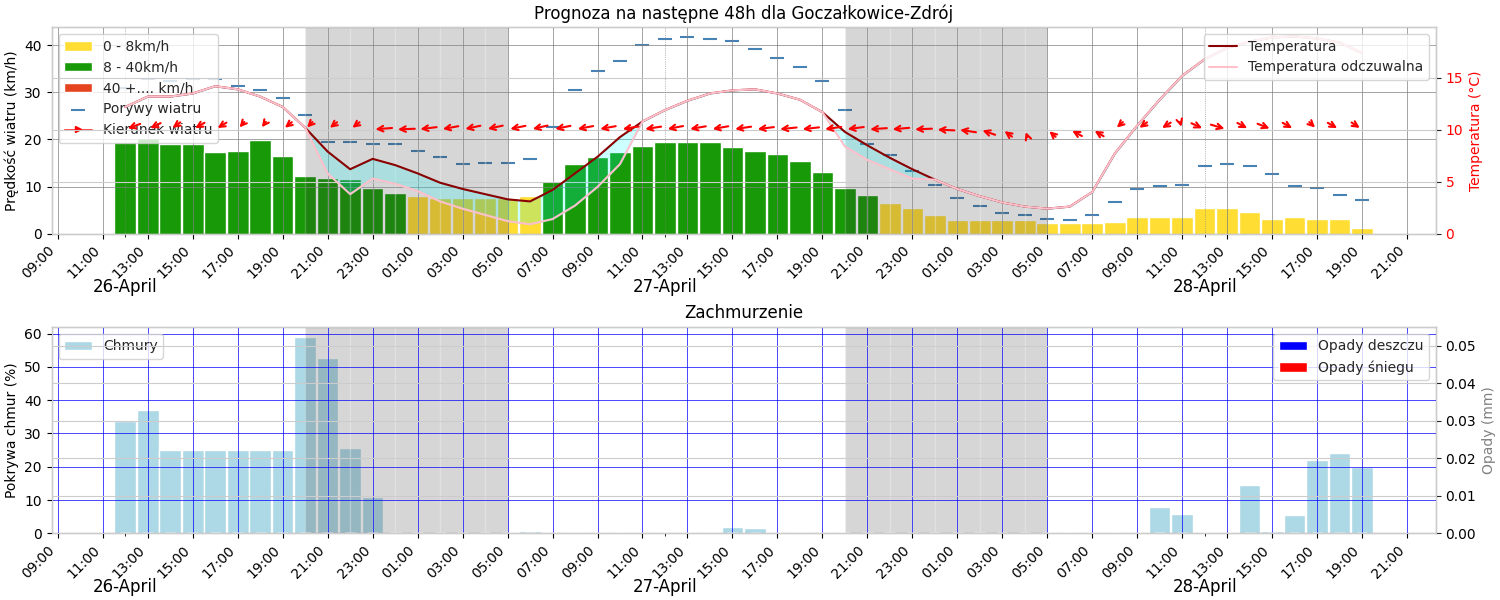 Prognoza na następne 48h dla Goczałkowice-Zdrój
Prędkość wiatru (km/h)
40
30
20
10
0
0 - 8km/h
8 - 40km/h
40 +.... km/h
Porywy wiatru
Kierunek wiatru
Temperatura
Temperatura odczuwalna
15
10
5
0
Temperatura (°C)
09:00 11:00 13:00 15:00 17:00 19:00 21:00 23:00 01:00 03:00 05:00 07:00 09:00 11:00 13:00 15:00 17:00 19:00 21:00 23:00 01:00 03:00 05:00 07:00 09:00 11:00 13:00 15:00 17:00 19:00 21:00
26-April 27-April 28-April
Zachmurzenie
Pokrywa chmur (%)
60
50
40
30
20
10
0
Chmury
Opady deszczu
Opady śniegu
0.05
0.04
0.03
0.02
0.01
0.00
Opady (mm)
09:00 11:00 13:00 15:00 17:00 19:00 21:00 23:00 01:00 03:00 05:00 07:00 09:00 11:00 13:00 15:00 17:00 19:00 21:00 23:00 01:00 03:00 05:00 07:00 09:00 11:00 13:00 15:00 17:00 19:00 21:00
26-April 27-April 28-April